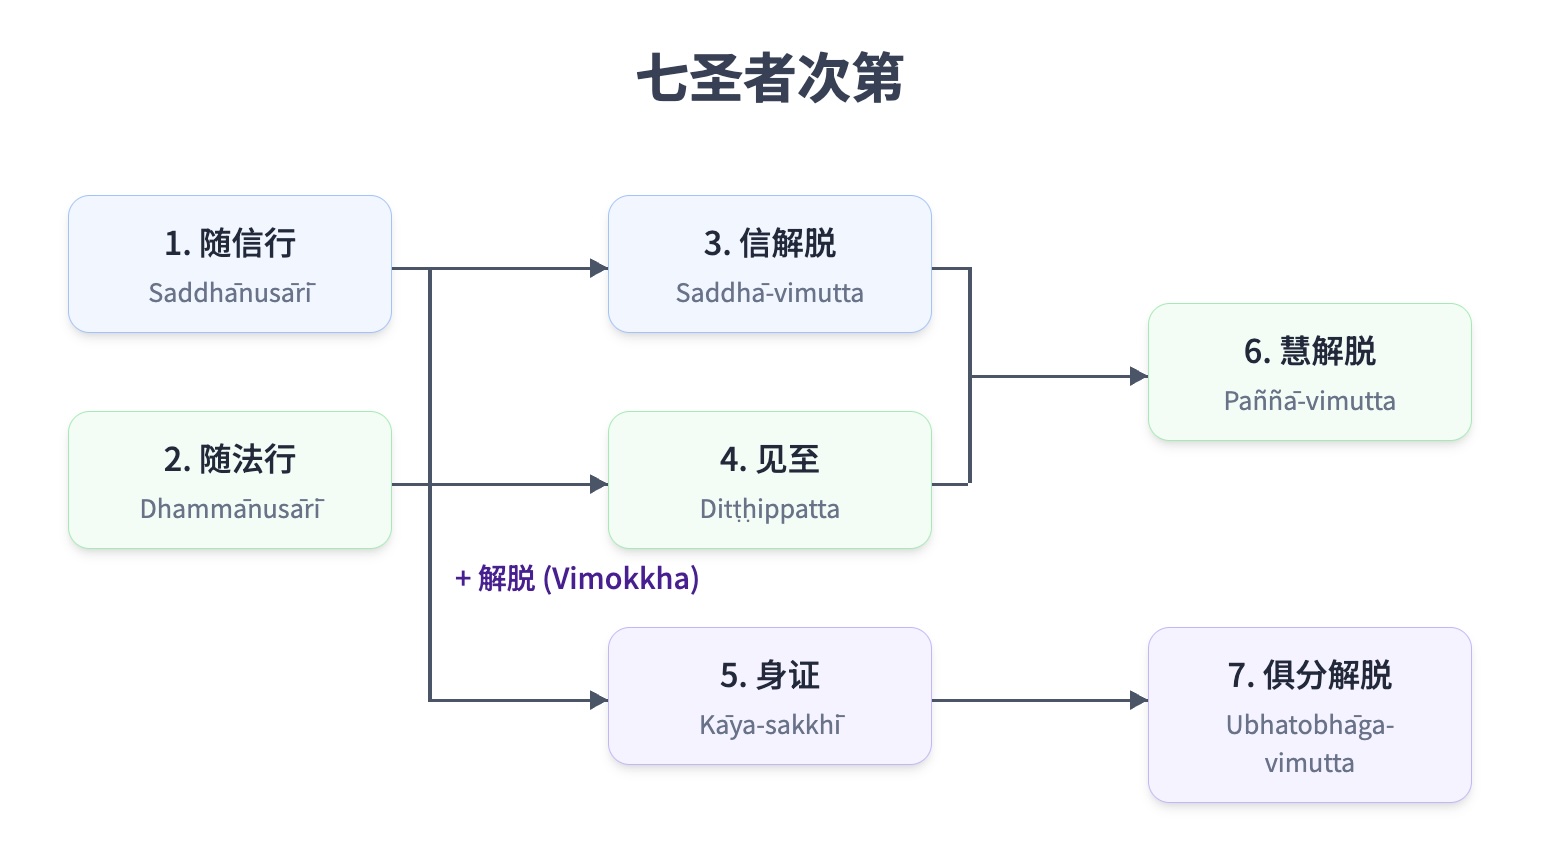 七圣者次第
1. 随信行
Saddhānusārī
3. 信解脱
Saddhā-vimutta
6. 慧解脱
Paññā-vimutta
2. 随法行
Dhammānusārī
4. 见至
Diṭṭhippatta
+ 解脱 (Vimokkha)
5. 身证
Kāya-sakkhī
7. 俱分解脱
Ubhatobhāga-
vimutta